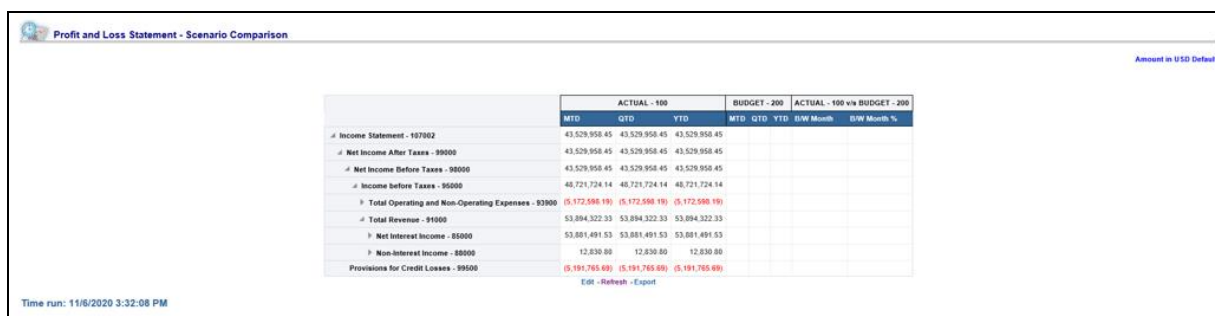 Profit and Loss Statement - Scenario Comparison
Amount in USD Default
ACTUAL - 100 BUDGET - 200 ACTUAL - 100 v/s BUDGET - 200
MTD QTD YTD MTD QTD YTD B/W Month B/W Month %
Income Statement - 107002 43,529,958.45 43,529,958.45 43,529,958.45
Net Income After Taxes - 99000 43,529,958.45 43,529,958.45 43,529,958.45
Net Income Before Taxes - 98000 43,529,958.45 43,529,958.45 43,529,958.45
Income before Taxes - 95000 48,721,724.14 48,721,724.14 48,721,724.14
Total Operating and Non-Operating Expenses - 93900 (5,172,598.19) (5,172,598.19) (5,172,598.19)
Total Revenue - 91000 53,894,322.33 53,894,322.33 53,894,322.33
Net Interest Income - 85000 53,881,491.53 53,881,491.53 53,881,491.53
Non-Interest Income - 88000 12,830.80 12,830.80 12,830.80
Provisions for Credit Losses - 99500 (5,191,765.69) (5,191,765.69) (5,191,765.69)
Edit - Refresh - Export
Time run: 11/6/2020 3:32:08 PM